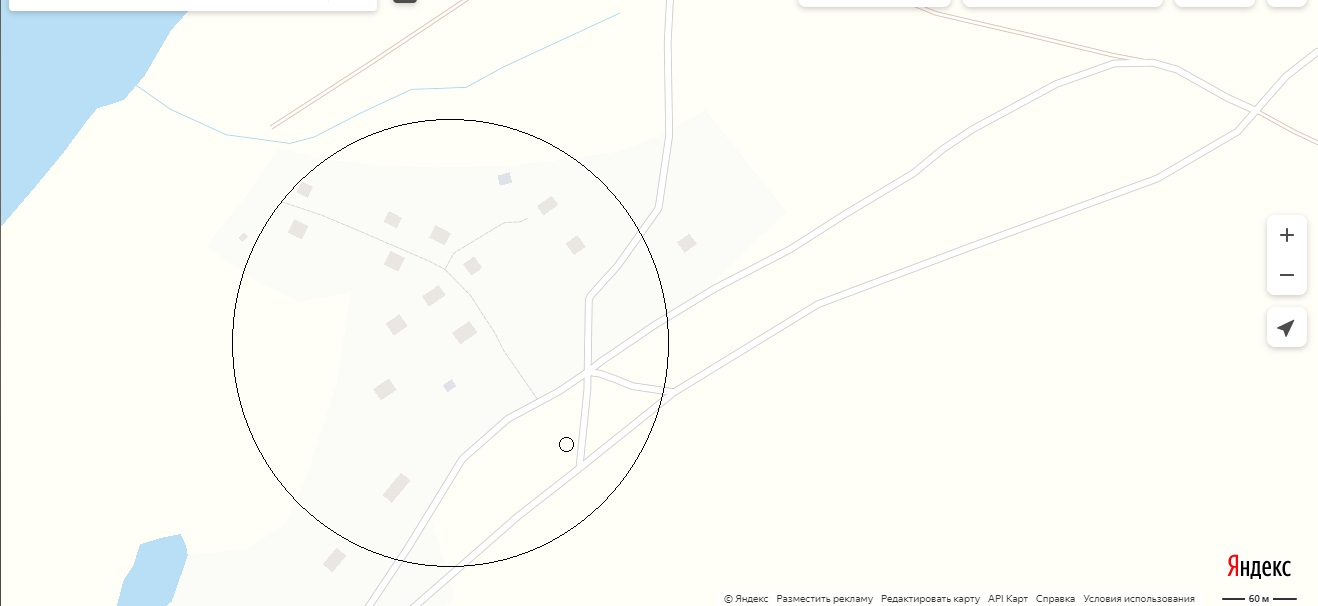 +
−
Яндекс
© Яндекс Разместить рекламу Редактировать карту API Карт Справка Условия использования 60 м